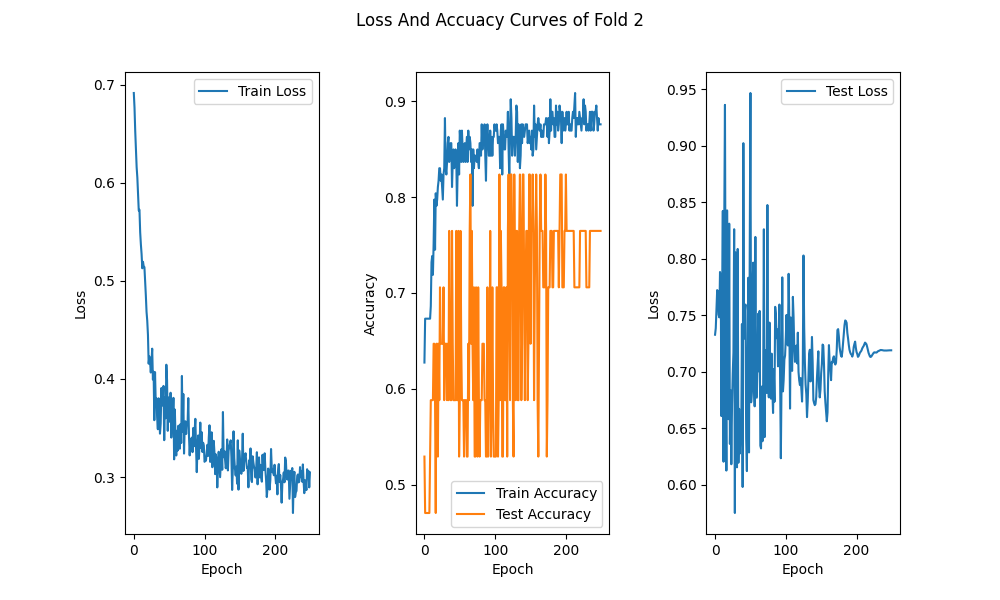 Loss And Accuacy Curves of Fold 2
Train Loss
0.7
0.6
0.5
0.4
0.3
Loss
0 100 200
Epoch
0.9
0.8
0.7
0.6
0.5
Accuracy
Train Accuracy
Test Accuracy
0 100 200
Epoch
Test Loss
0.95
0.90
0.85
0.80
0.75
0.70
0.65
0.60
Loss
0 100 200
Epoch